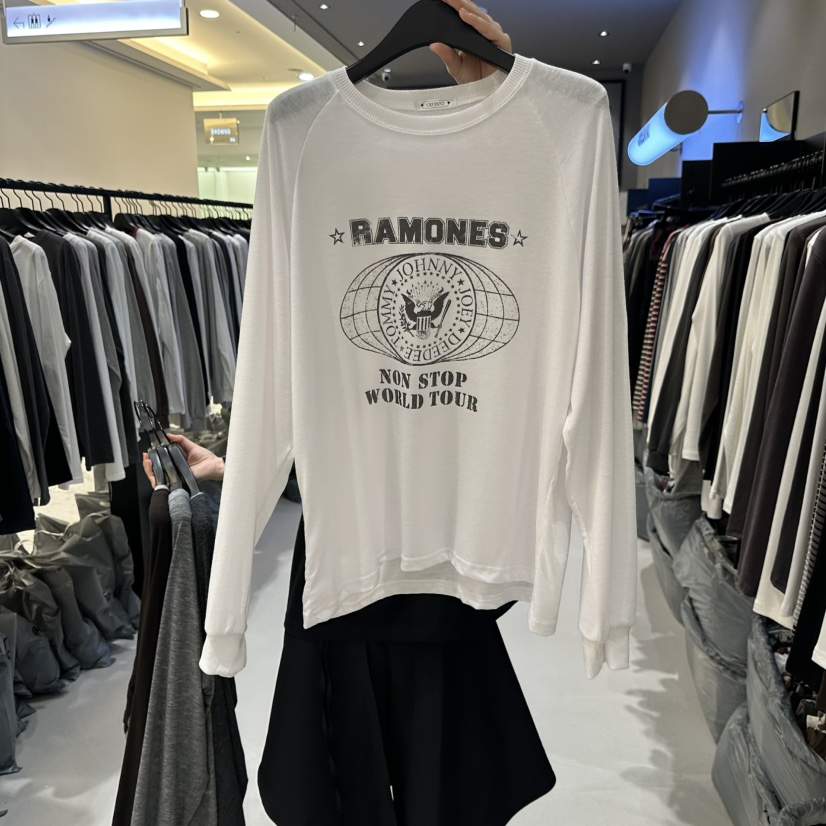 RAMONES
JOHNNY JOEY DEEDEE TOMMY
NON STOP
WORLD TOUR